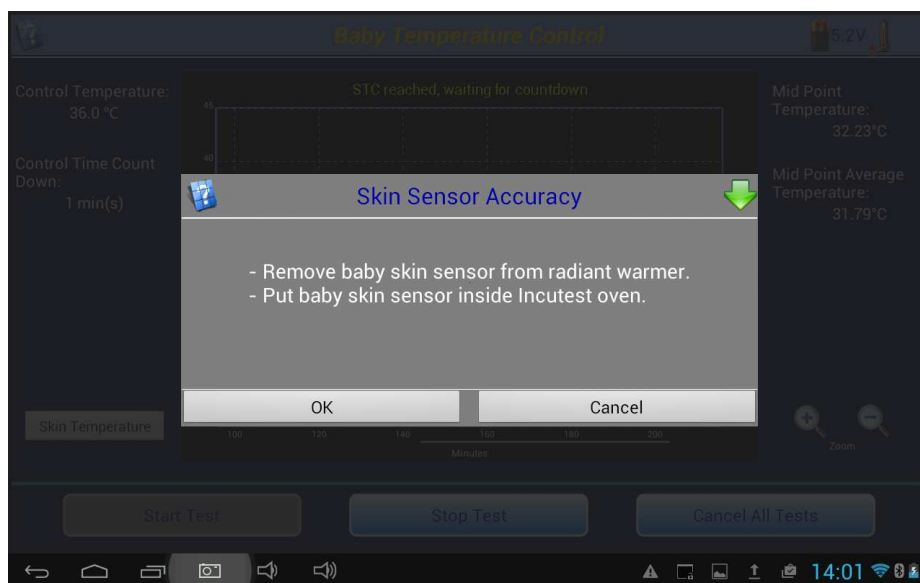 Baby Temperature Control
5.2V
Control Temperature:
36.0 °C
Control Time Count
Down:
1 min(s)
STC reached, waiting for countdown
45
40
Mid Point
Temperature:
32.23°C
Mid Point Average
Temperature:
31.79°C
Skin Sensor Accuracy
- Remove baby skin sensor from radiant warmer.
- Put baby skin sensor inside Incutest oven.
OK
Cancel
Skin Temperature
100 120 140 160 180 200
Minutes
Zoom
Start Test
Stop Test
Cancel All Tests
14:01